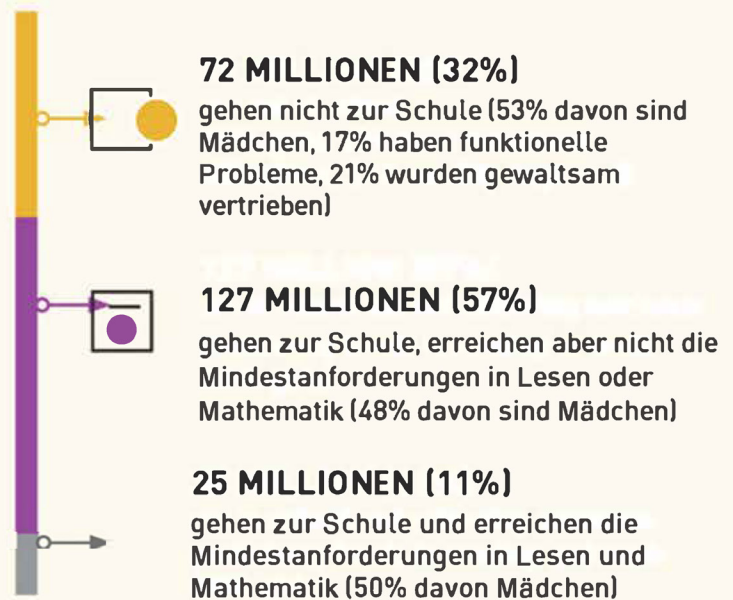 72 MILLIONEN (32%)
gehen nicht zur Schule (53% davon sind
Mädchen, 17% haben funktionelle
Probleme, 21% wurden gewaltsam
vertrieben)
127 MILLIONEN (57%)
gehen zur Schule, erreichen aber nicht die
Mindestanforderungen in Lesen oder
Mathematik (48% davon sind Mädchen)
25 MILLIONEN (11%)
gehen zur Schule und erreichen die
Mindestanforderungen in Lesen und
Mathematik (50% davon Mädchen)